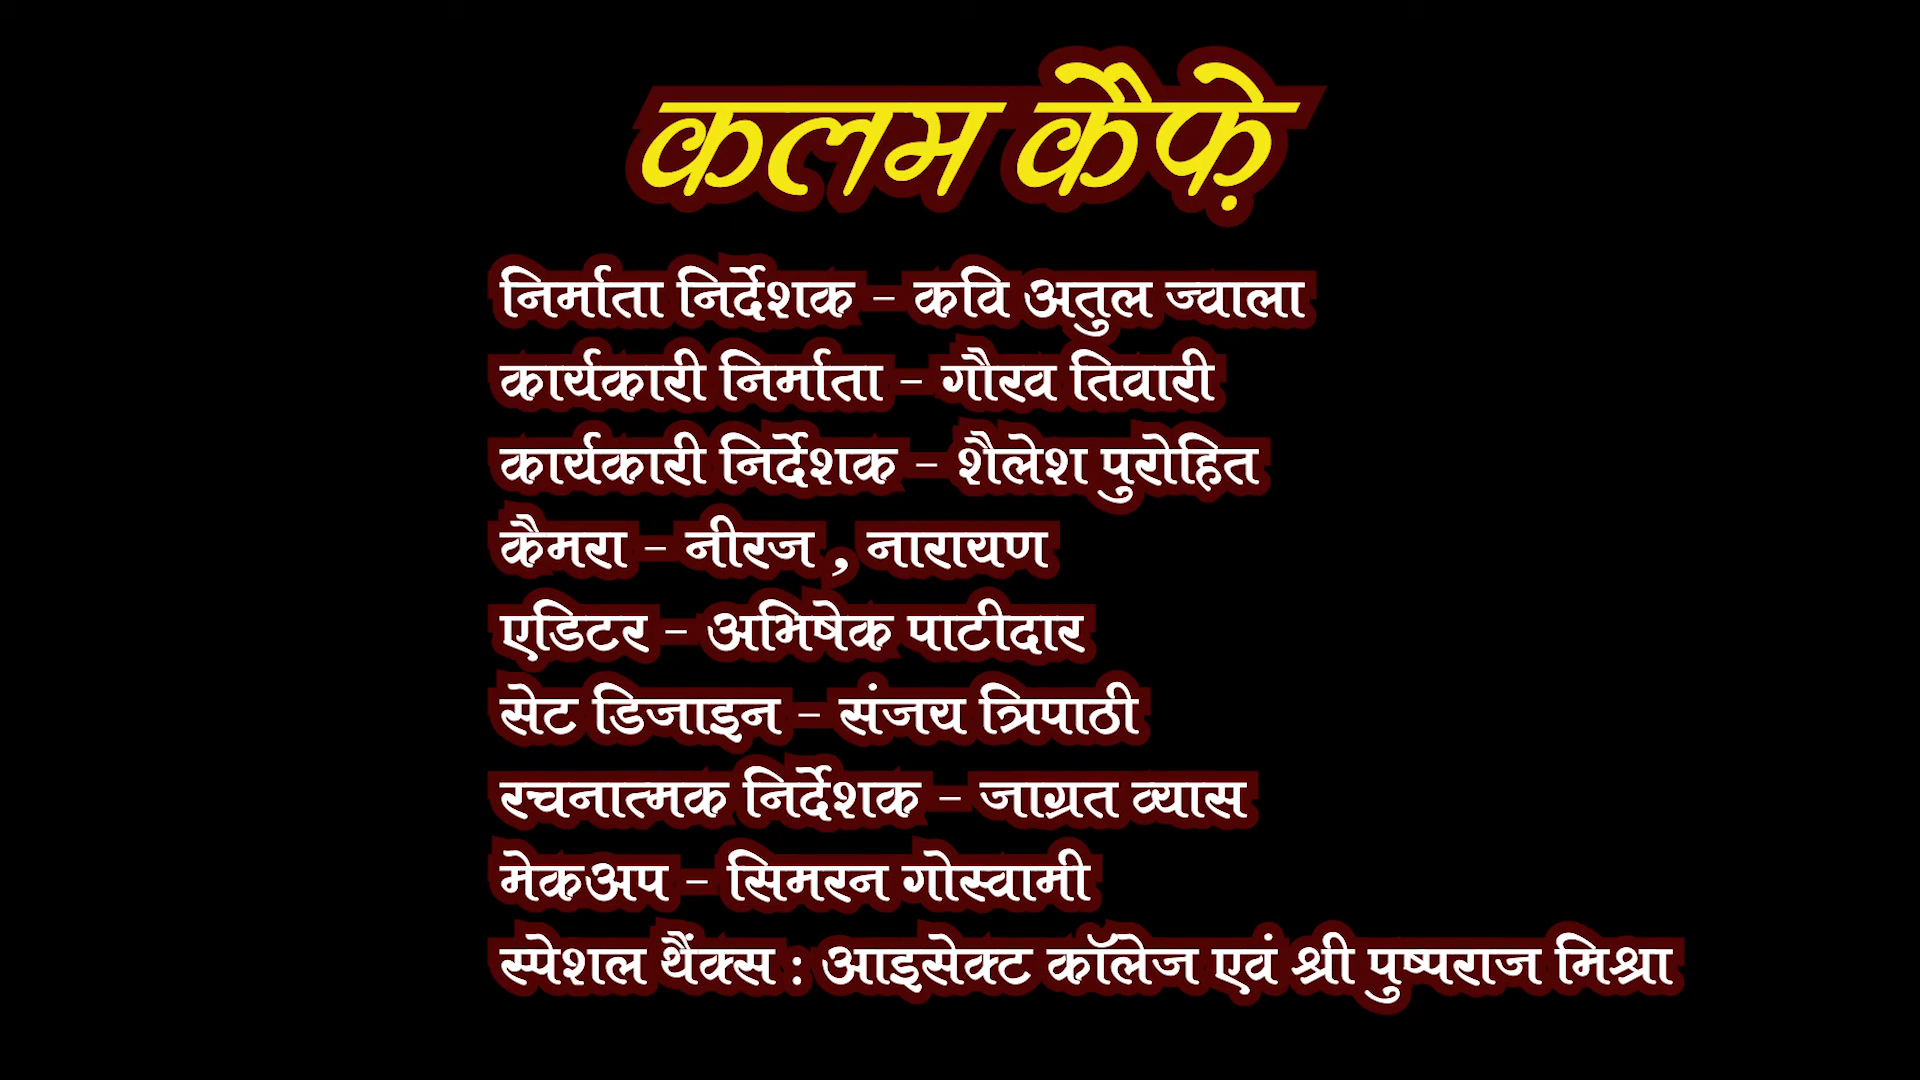 कलम कैफ़े
निर्माता निर्देशक - कवि अतुल ज्वाला
कार्यकारी निर्माता - गौरव तिवारी
कार्यकारी निर्देशक - शैलेश पुरोहित
कैमरा - नीरज , नारायण
एडिटर - अभिषेक पाटीदार
सेट डिजाइन - संजय त्रिपाठी
रचनात्मक निर्देशक - जाग्रत व्यास
मेकअप - सिमरन गोस्वामी
स्पेशल थैंक्स : आइसेक्ट कॉलेज एवं श्री पुष्पराज मिश्रा